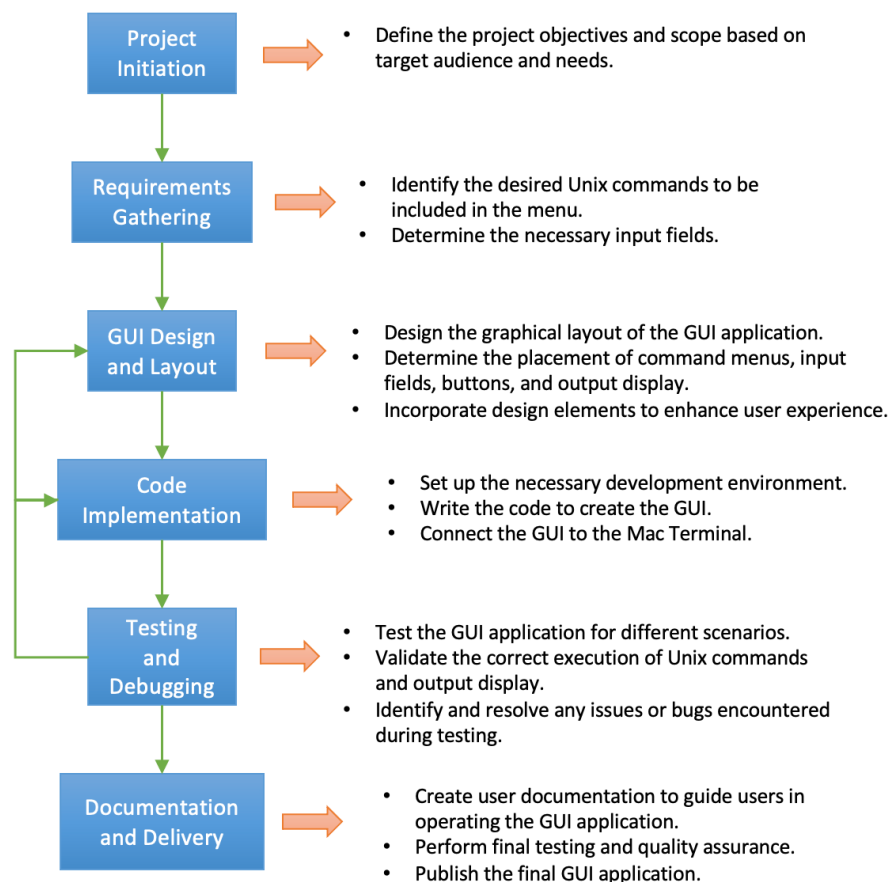 Project
Initiation
• Define the project objectives and scope based on
target audience and needs.
Requirements
Gathering
• Identify the desired Unix commands to be
included in the menu.
• Determine the necessary input fields.
GUI Design
and Layout
• Design the graphical layout of the GUI application.
• Determine the placement of command menus, input
fields, buttons, and output display.
• Incorporate design elements to enhance user experience.
Code
Implementation
• Set up the necessary development environment.
• Write the code to create the GUI.
• Connect the GUI to the Mac Terminal.
Testing
and
Debugging
• Test the GUI application for different scenarios.
• Validate the correct execution of Unix commands
and output display.
• Identify and resolve any issues or bugs encountered
during testing.
Documentation
and Delivery
• Create user documentation to guide users in
operating the GUI application.
• Perform final testing and quality assurance.
• Publish the final GUI application.